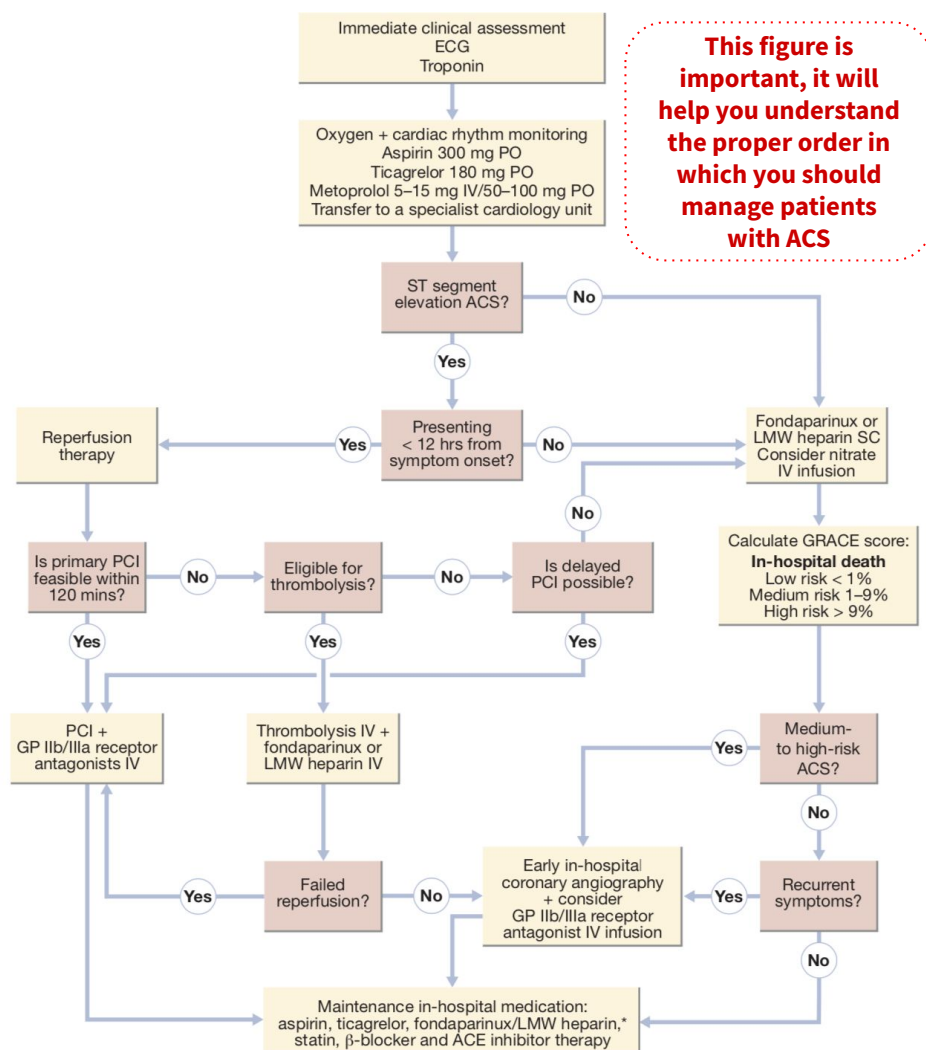 Immediate clinical assessment
ECG
Troponin
This figure is
important, it will
help you understand
the proper order in
which you should
manage patients
with ACS
Oxygen + cardiac rhythm monitoring
Aspirin 300 mg PO
Ticagrelor 180 mg PO
Metoprolol 5–15 mg IV/50–100 mg PO
Transfer to a specialist cardiology unit
ST segment
elevation ACS?
No
Yes
Reperfusion
therapy
Yes
Presenting
< 12 hrs from
symptom onset?
No
Fondaparinux or
LMW heparin SC
Consider nitrate
IV infusion
No
Is primary PCI
feasible within
120 mins?
No
Eligible for
thrombolysis?
No
Is delayed
PCI possible?
Calculate GRACE score:
In-hospital death
Low risk < 1%
Medium risk 1–9%
High risk > 9%
Yes
Yes
Yes
PCI +
GP IIb/IIIa receptor
antagonists IV
Thrombolysis IV +
fondaparinux or
LMW heparin IV
Yes
Medium-
to high-risk
ACS?
No
Yes
Failed
reperfusion?
No
Early in-hospital
coronary angiography
+ consider
GP IIb/IIIa receptor
antagonist IV infusion
Yes
Recurrent
symptoms?
No
Maintenance in-hospital medication:
aspirin, ticagrelor, fondaparinux/LMW heparin,*
statin, β-blocker and ACE inhibitor therapy